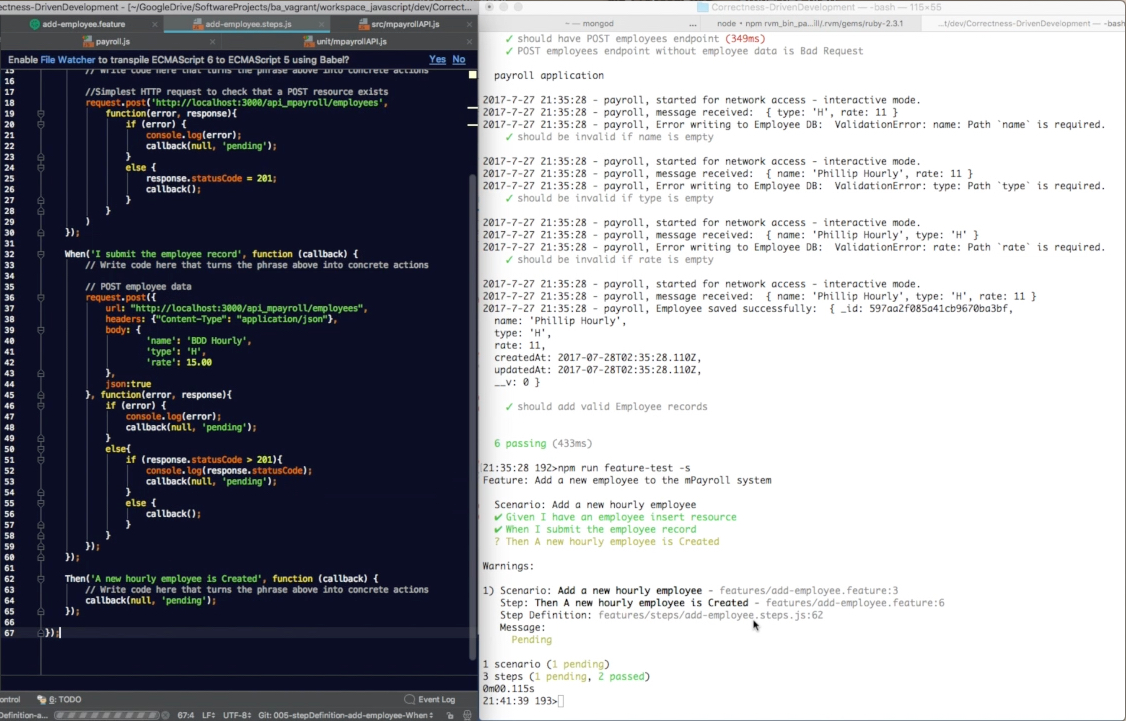 ectness-Driven-Development - [~/GoogleDrive/SoftwareProjects/ba_vagrant/workspace_javascript/dev/Correct...
add-employee.feature
add-employee.steps.js
src/mpayrollAPI.js
payroll.js
unit/mpayrollAPI.js
Enable File Watcher to transpile ECMAScript 6 to ECMAScript 5 using Babel? Yes No
15 // Write code here that turns the phrase above into concrete actions
16
17 //Simplest HTTP request to check that a POST resource exists
18 request.post('http://localhost:3000/api_mpayroll/employees',
19 function(error, response){
20 if (error) {
21 console.log(error);
22 callback(null, 'pending');
23 }
24 else {
25 response.statusCode = 201;
26 callback();
27 }
28 }
29 )
30 });
31
32 When('I submit the employee record', function (callback) {
33 // Write code here that turns the phrase above into concrete actions
34
35 // POST employee data
36 request.post({
37 url: "http://localhost:3000/api_mpayroll/employees",
38 headers: {"Content-Type": "application/json"},
39 body: {
40 'name': 'BDD Hourly',
41 'type': 'H',
42 'rate': 15.00
43 },
44 json:true
45 }, function(error, response){
46 if (error) {
47 console.log(error);
48 callback(null, 'pending');
49 }
50 else{
51 if (response.statusCode > 201){
52 console.log(response.statusCode);
53 callback(null, 'pending');
54 }
55 else {
56 callback();
57 }
58 }
59 });
60 });
61
62 Then('A new hourly employee is Created', function (callback) {
63 // Write code here that turns the phrase above into concrete actions
64 callback(null, 'pending');
65 });
66
67 });
ontrol 6: TODO Event Log
Definition-a... 67:4 LF÷ UTF-8÷ Git: 005-stepDefinition-add-employee-When÷
Correctness-DrivenDevelopment — -bash — 115×55
~ — mongod ... node • npm rvm_bin_pa...ll/.rvm/gems/ruby-2.3.1 ...t/dev/Correctness-DrivenDevelopment — -bash
✓ should have POST employees endpoint (349ms)
✓ POST employees endpoint without employee data is Bad Request
payroll application
2017-7-27 21:35:28 - payroll, started for network access - interactive mode.
2017-7-27 21:35:28 - payroll, message received: { type: 'H', rate: 11 }
2017-7-27 21:35:28 - payroll, Error writing to Employee DB: ValidationError: name: Path `name` is required.
✓ should be invalid if name is empty
2017-7-27 21:35:28 - payroll, started for network access - interactive mode.
2017-7-27 21:35:28 - payroll, message received: { name: 'Phillip Hourly', rate: 11 }
2017-7-27 21:35:28 - payroll, Error writing to Employee DB: ValidationError: type: Path `type` is required.
✓ should be invalid if type is empty
2017-7-27 21:35:28 - payroll, started for network access - interactive mode.
2017-7-27 21:35:28 - payroll, message received: { name: 'Phillip Hourly', type: 'H' }
2017-7-27 21:35:28 - payroll, Error writing to Employee DB: ValidationError: rate: Path `rate` is required.
✓ should be invalid if rate is empty
2017-7-27 21:35:28 - payroll, started for network access - interactive mode.
2017-7-27 21:35:28 - payroll, message received: { name: 'Phillip Hourly', type: 'H', rate: 11 }
2017-7-27 21:35:28 - payroll, Employee saved successfully: { _id: 597aa2f085a41cb9670ba3bf,
name: 'Phillip Hourly',
type: 'H',
rate: 11,
createdAt: 2017-07-28T02:35:28.110Z,
updatedAt: 2017-07-28T02:35:28.110Z,
__v: 0 }
✓ should add valid Employee records
6 passing (433ms)
21:35:28 192>npm run feature-test -s
Feature: Add a new employee to the mPayroll system
Scenario: Add a new hourly employee
✔ Given I have an employee insert resource
✔ When I submit the employee record
? Then A new hourly employee is Created
Warnings:
1) Scenario: Add a new hourly employee - features/add-employee.feature:3
Step: Then A new hourly employee is Created - features/add-employee.feature:6
Step Definition: features/steps/add-employee.steps.js:62
Message:
Pending
1 scenario (1 pending)
3 steps (1 pending, 2 passed)
0m00.115s
21:41:39 193>